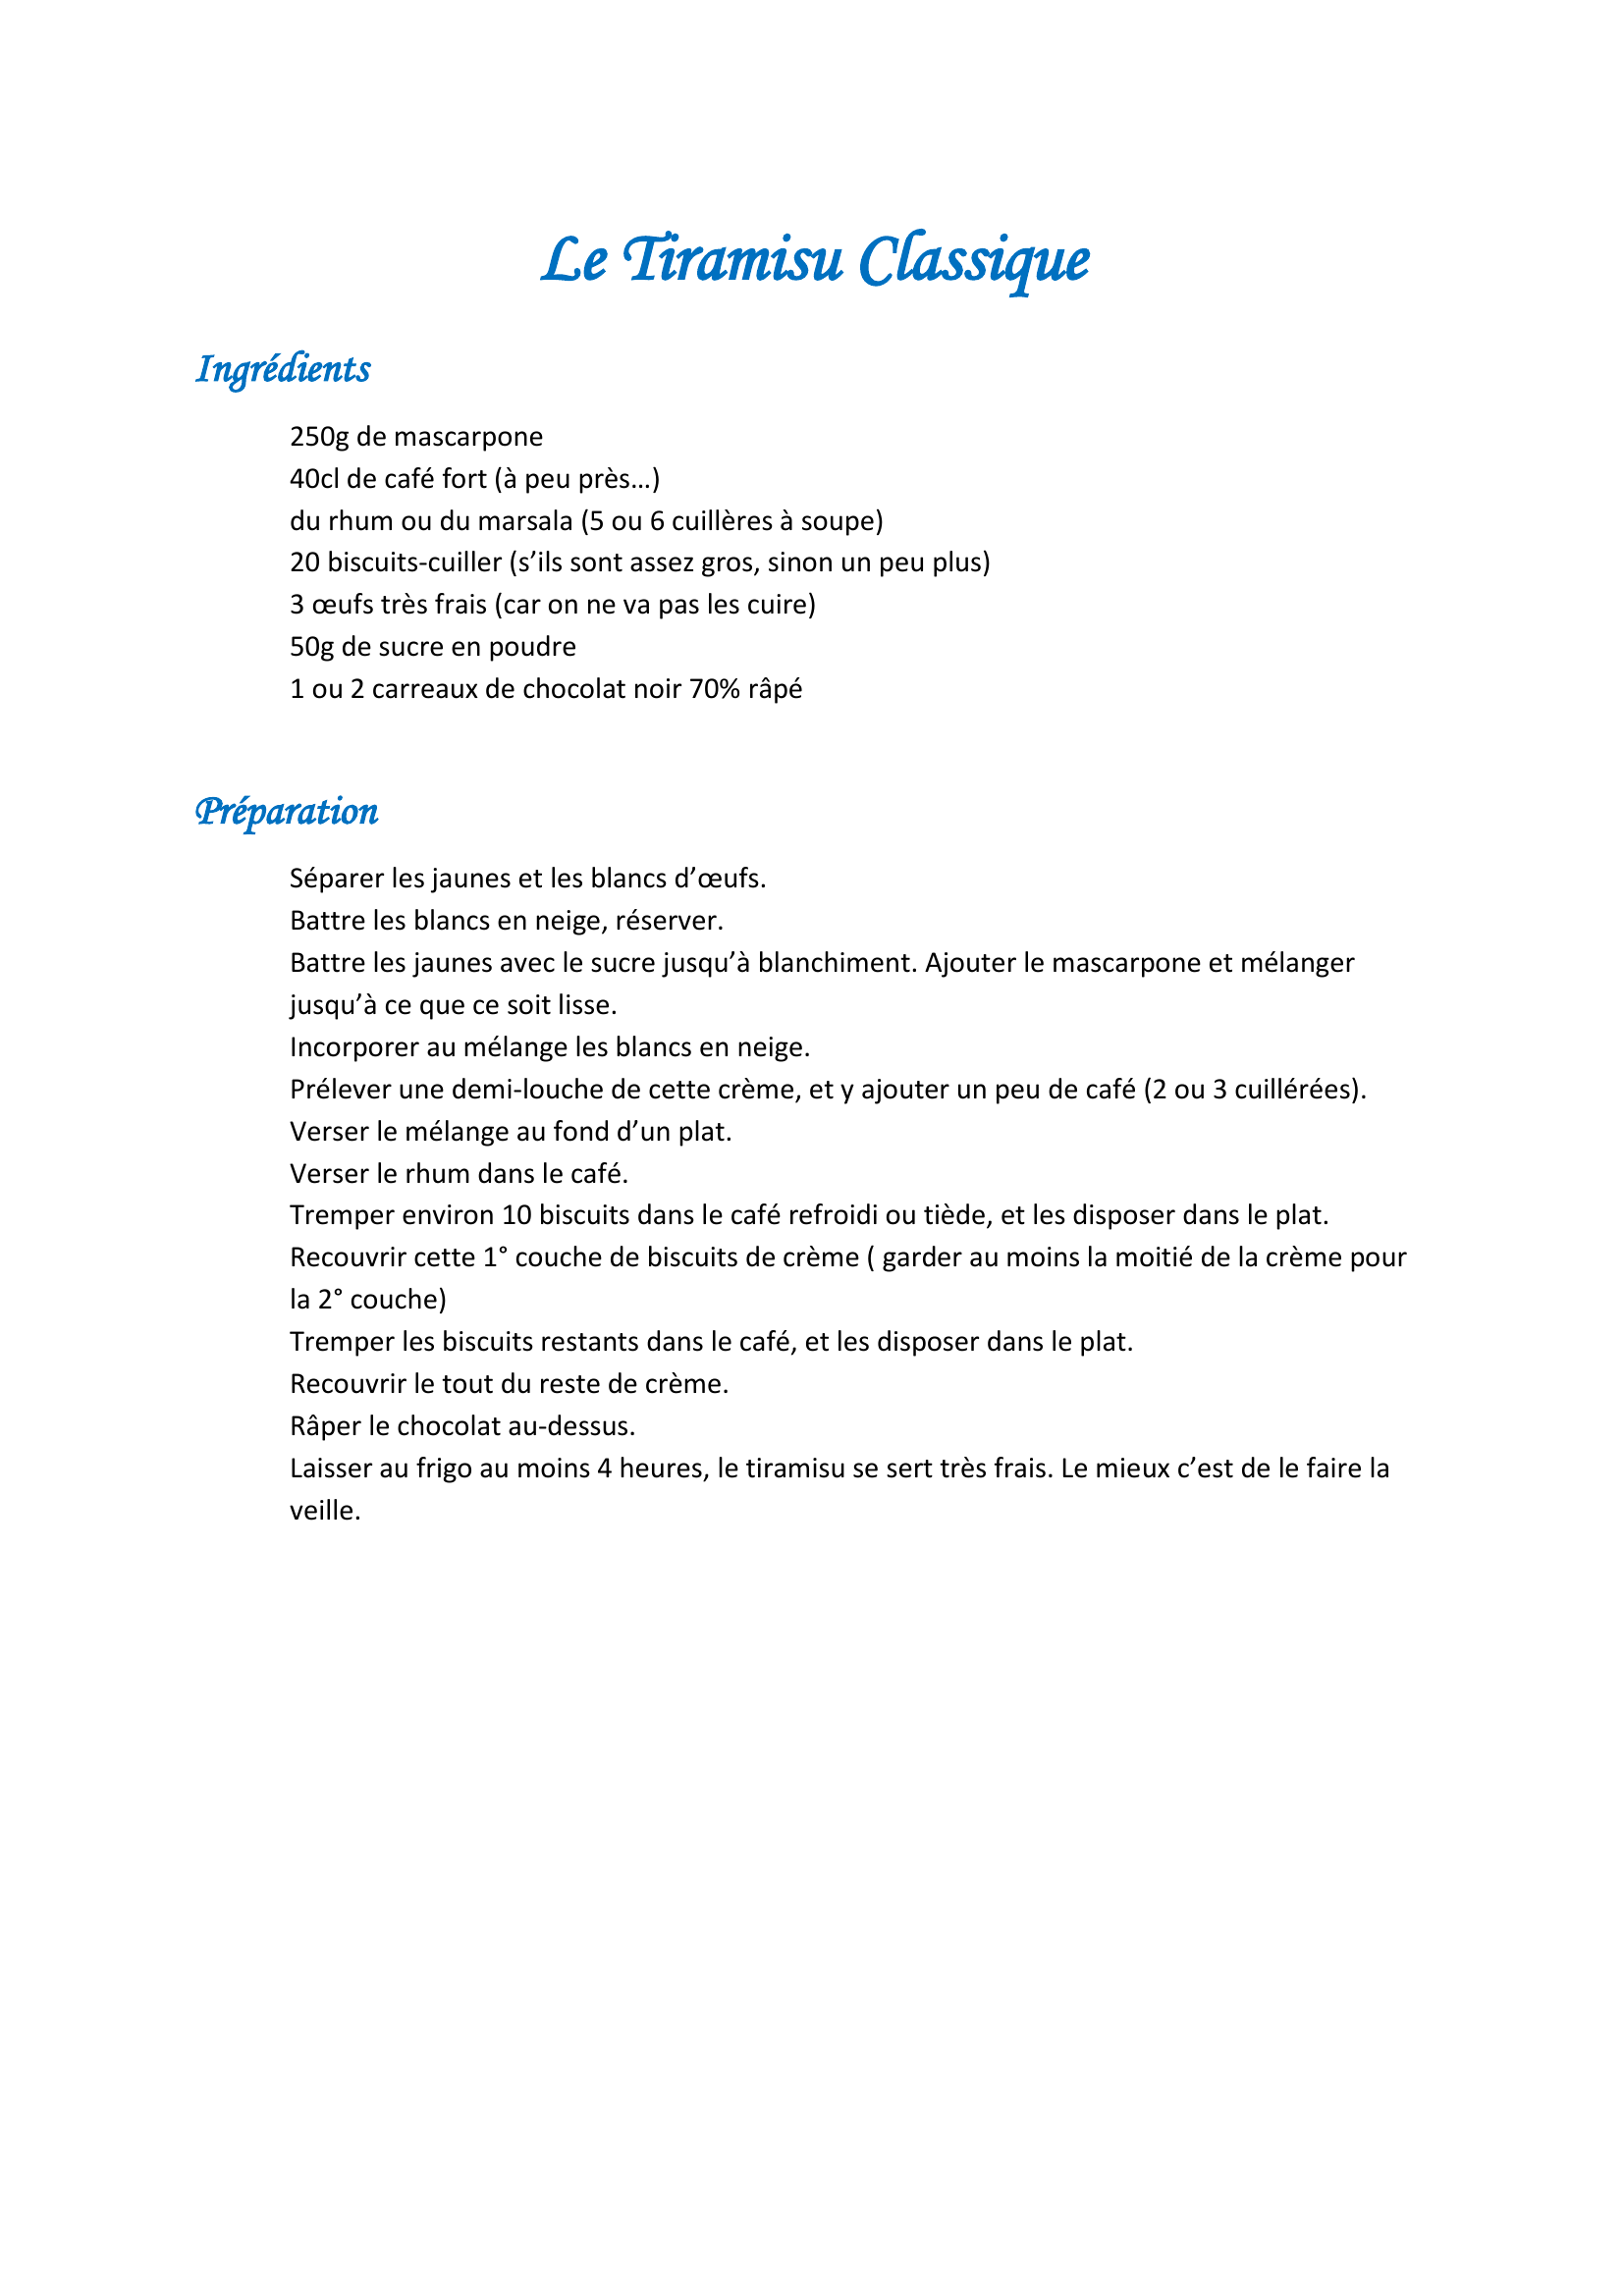 Le Tiramisu Classique
Ingrédients
250g de mascarpone
40cl de café fort (à peu près…)
du rhum ou du marsala (5 ou 6 cuillères à soupe)
20 biscuits-cuiller (s’ils sont assez gros, sinon un peu plus)
3 œufs très frais (car on ne va pas les cuire)
50g de sucre en poudre
1 ou 2 carreaux de chocolat noir 70% râpé
Préparation
Séparer les jaunes et les blancs d’œufs.
Battre les blancs en neige, réserver.
Battre les jaunes avec le sucre jusqu’à blanchiment. Ajouter le mascarpone et mélanger
jusqu’à ce que ce soit lisse.
Incorporer au mélange les blancs en neige.
Prélever une demi-louche de cette crème, et y ajouter un peu de café (2 ou 3 cuillérées).
Verser le mélange au fond d’un plat.
Verser le rhum dans le café.
Tremper environ 10 biscuits dans le café refroidi ou tiède, et les disposer dans le plat.
Recouvrir cette 1° couche de biscuits de crème ( garder au moins la moitié de la crème pour
la 2° couche)
Tremper les biscuits restants dans le café, et les disposer dans le plat.
Recouvrir le tout du reste de crème.
Râper le chocolat au-dessus.
Laisser au frigo au moins 4 heures, le tiramisu se sert très frais. Le mieux c’est de le faire la
veille.